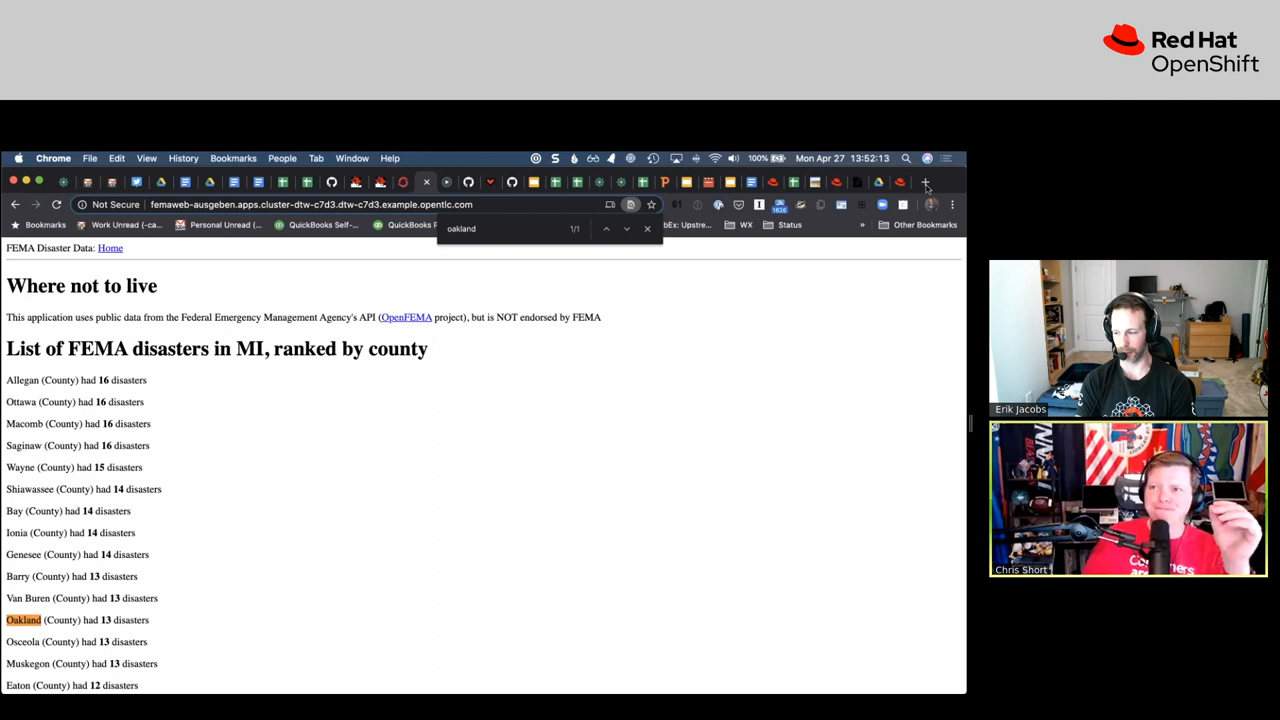 Red Hat
OpenShift
Chrome File Edit View History Bookmarks People Tab Window Help 100% Mon Apr 27 13:52:13
Not Secure femaweb-ausgeben.apps.cluster-dtw-c7d3.dtw-c7d3.example.opentlc.com
Bookmarks Work Unread (-ca... Personal Unread (... QuickBooks Self-... QuickBooks F Upstre... WX Status » Other Bookmarks
oakland 1/1
FEMA Disaster Data: Home
Where not to live
This application uses public data from the Federal Emergency Management Agency's API (OpenFEMA project), but is NOT endorsed by FEMA
List of FEMA disasters in MI, ranked by county
Allegan (County) had 16 disasters
Ottawa (County) had 16 disasters
Macomb (County) had 16 disasters
Saginaw (County) had 16 disasters
Wayne (County) had 15 disasters
Shiawassee (County) had 14 disasters
Bay (County) had 14 disasters
Ionia (County) had 14 disasters
Genesee (County) had 14 disasters
Barry (County) had 13 disasters
Van Buren (County) had 13 disasters
Oakland (County) had 13 disasters
Osceola (County) had 13 disasters
Muskegon (County) had 13 disasters
Eaton (County) had 12 disasters
Erik Jacobs
Chris Short